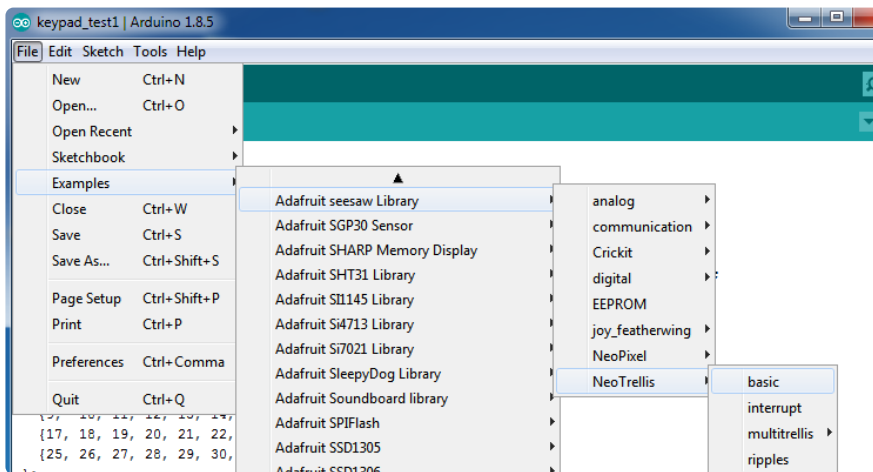 keypad_test1 | Arduino 1.8.5
File Edit Sketch Tools Help
New Ctrl+N
Open... Ctrl+O
Open Recent
Sketchbook
Examples
Close Ctrl+W
Save Ctrl+S
Save As... Ctrl+Shift+S
Page Setup Ctrl+Shift+P
Print Ctrl+P
Preferences Ctrl+Comma
Quit Ctrl+Q
Adafruit seesaw Library
Adafruit SGP30 Sensor
Adafruit SHARP Memory Display
Adafruit SHT31 Library
Adafruit SI1145 Library
Adafruit Si4713 Library
Adafruit Si7021 Library
Adafruit SleepyDog Library
Adafruit Soundboard library
Adafruit SPIFlash
Adafruit SSD1305
Adafruit SSD1306
analog
communication
Crickit
digital
EEPROM
joy_featherwing
NeoPixel
NeoTrellis
basic
interrupt
multitrellis
ripples
{9, 10, 11, 12, 13, 14,
{17, 18, 19, 20, 21, 22,
{25, 26, 27, 28, 29, 30,